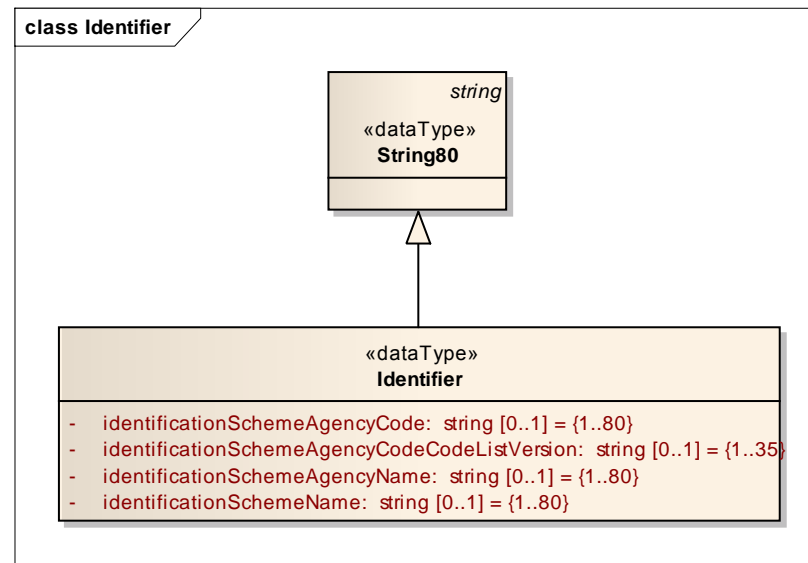 class Identifier
string
«dataType»
String80
«dataType»
Identifier
- identificationSchemeAgencyCode: string [0..1] = {1..80}
- identificationSchemeAgencyCodeCodeListVersion: string [0..1] = {1..35}
- identificationSchemeAgencyName: string [0..1] = {1..80}
- identificationSchemeName: string [0..1] = {1..80}